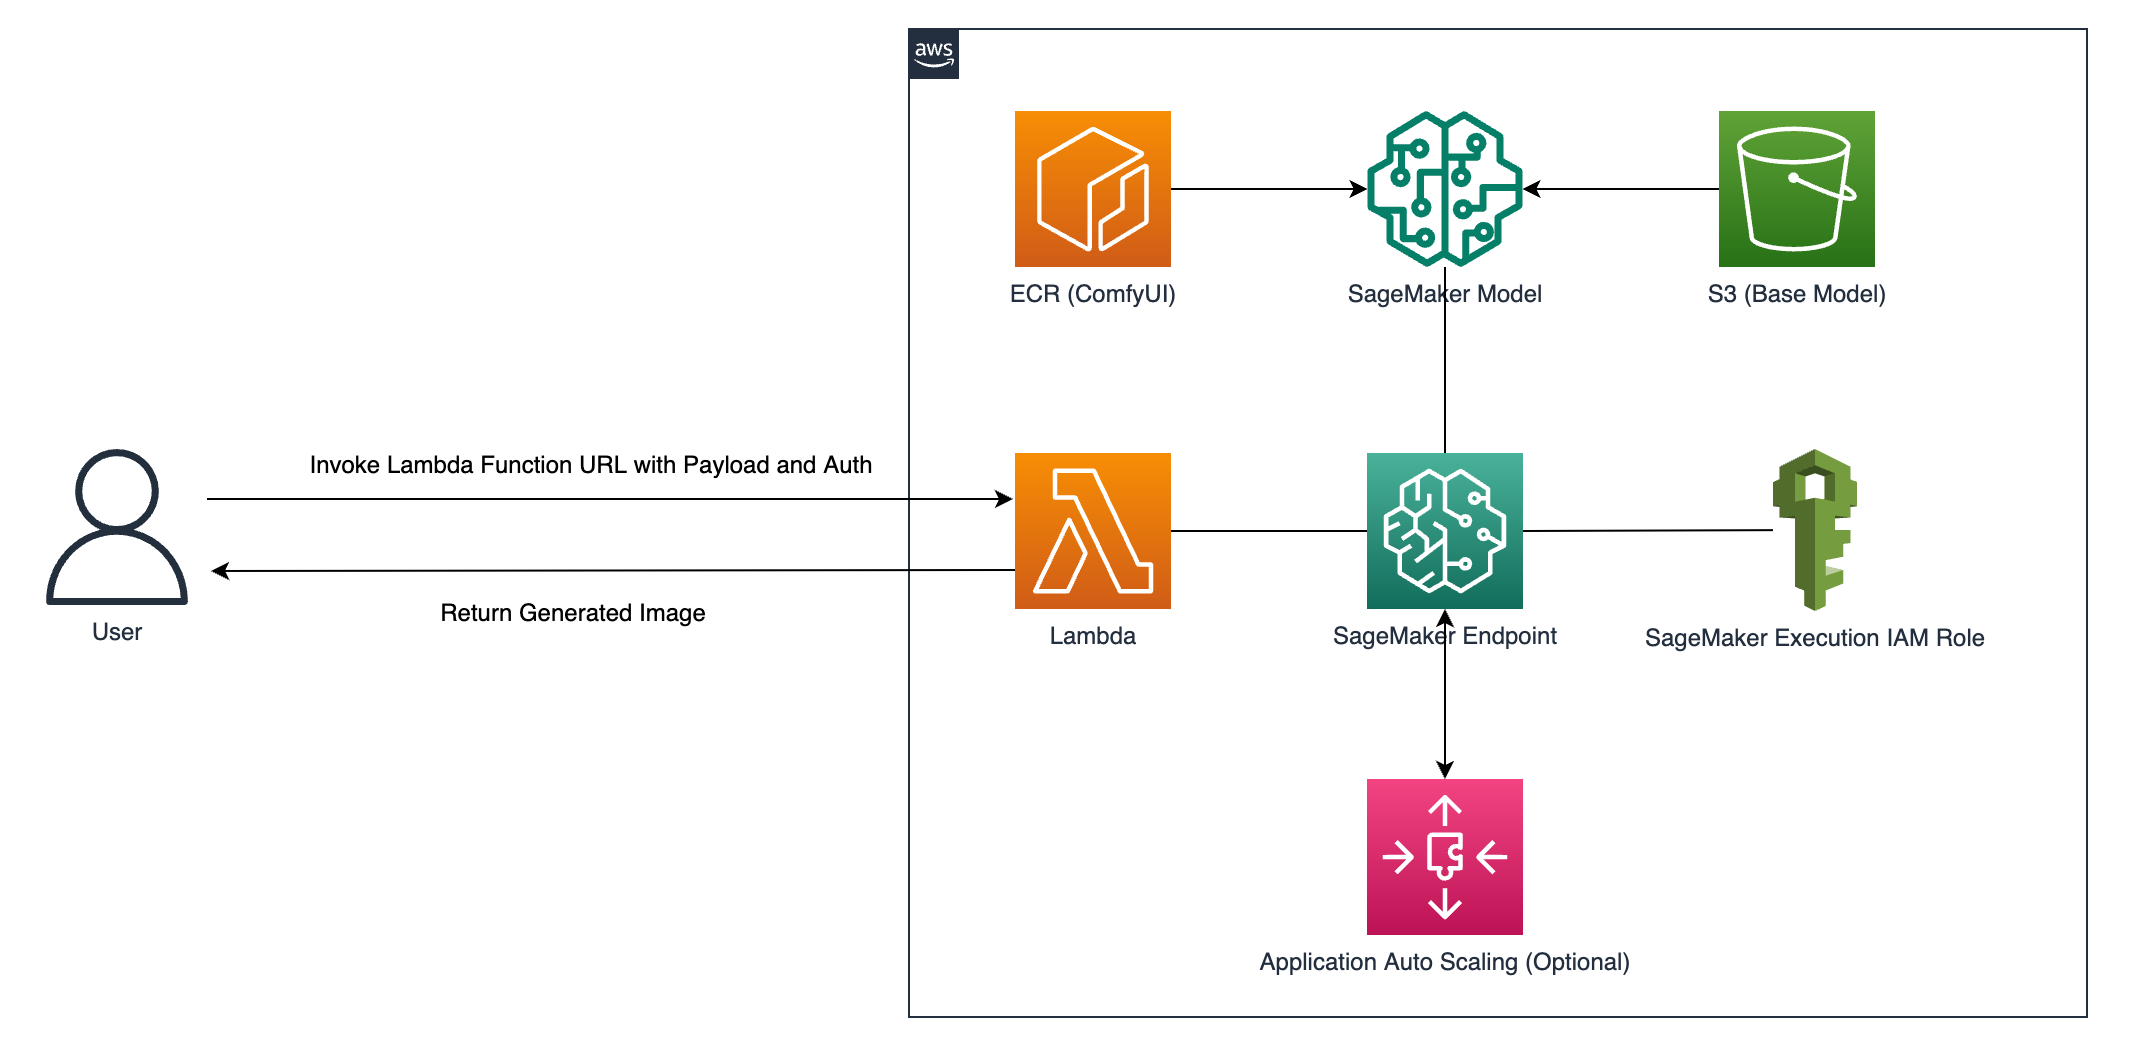 aws
ECR (ComfyUI)
SageMaker Model
S3 (Base Model)
Invoke Lambda Function URL with Payload and Auth
Return Generated Image
User
Lambda
SageMaker Endpoint
SageMaker Execution IAM Role
Application Auto Scaling (Optional)